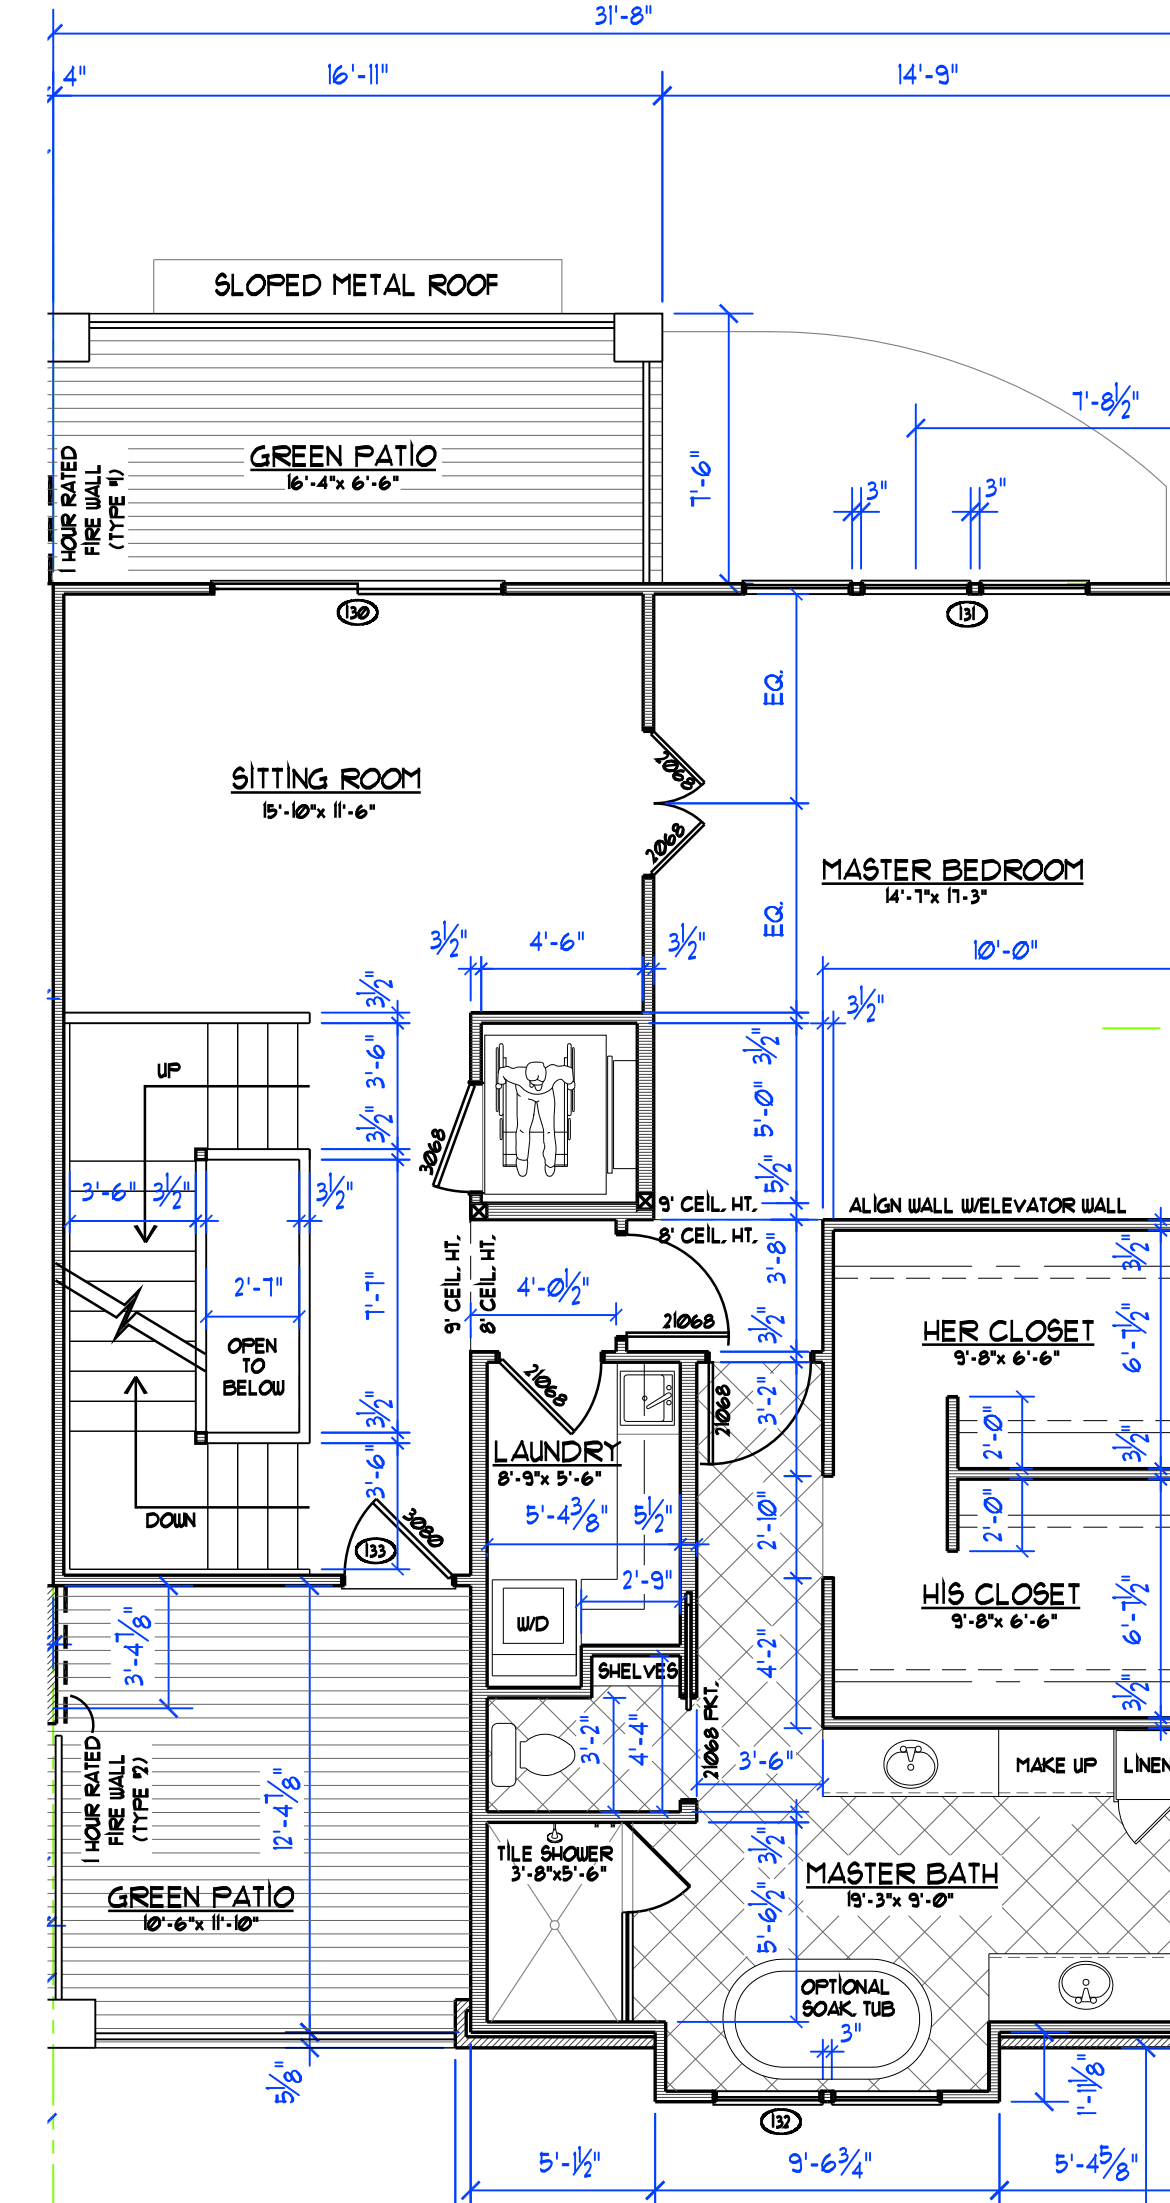 31'-8"
4"
16'-11"
14'-9"
SLOPED METAL ROOF
7'-8½"
7'-6"
GREEN PATIO
16'-4"x 6'-6"
1 HOUR RATED
FIRE WALL
(TYPE #1)
3"
3"
130
131
EQ.
2068
SITTING ROOM
15'-10"x 11'-6"
2068
MASTER BEDROOM
14'-7"x 17-3"
EQ.
3½"
4'-6"
3½"
10'-0"
3½"
3½"
3'-6"
3½"
UP
3½"
5'-0"
5½"
3068
3'-6"
3½"
3½"
9' CEIL. HT.
8' CEIL. HT.
ALIGN WALL W/ELEVATOR WALL
9' CEIL. HT.
8' CEIL. HT.
3'-8"
3½"
2'-7"
7'-7"
4'-0½"
21068
OPEN
TO
BELOW
HER CLOSET
9'-8"x 6'-6"
6'-7½"
3½"
21068
21068
3'-2"
3½"
2'-0"
3½"
LAUNDRY
8'-9"x 5'-6"
3'-6"
5'-4⅜"
5½"
2'-10"
2'-0"
DOWN
3080
133
2'-9"
HIS CLOSET
9'-8"x 6'-6"
6'-7½"
W/D
3'-4⅞"
4'-2"
SHELVES
3½"
21068 PKT.
3'-2"
4'-4"
3'-6"
MAKE UP
LINEN
1 HOUR RATED
FIRE WALL
(TYPE #2)
12'-4⅞"
TILE SHOWER
3'-8"x5'-6"
3½"
MASTER BATH
19'-3"x 9'-0"
GREEN PATIO
10'-6"x 11'-10"
5'-6½"
OPTIONAL
SOAK. TUB
3"
5⅛"
1'-11⅛"
132
5'-1½"
9'-6¾"
5'-4⅝"